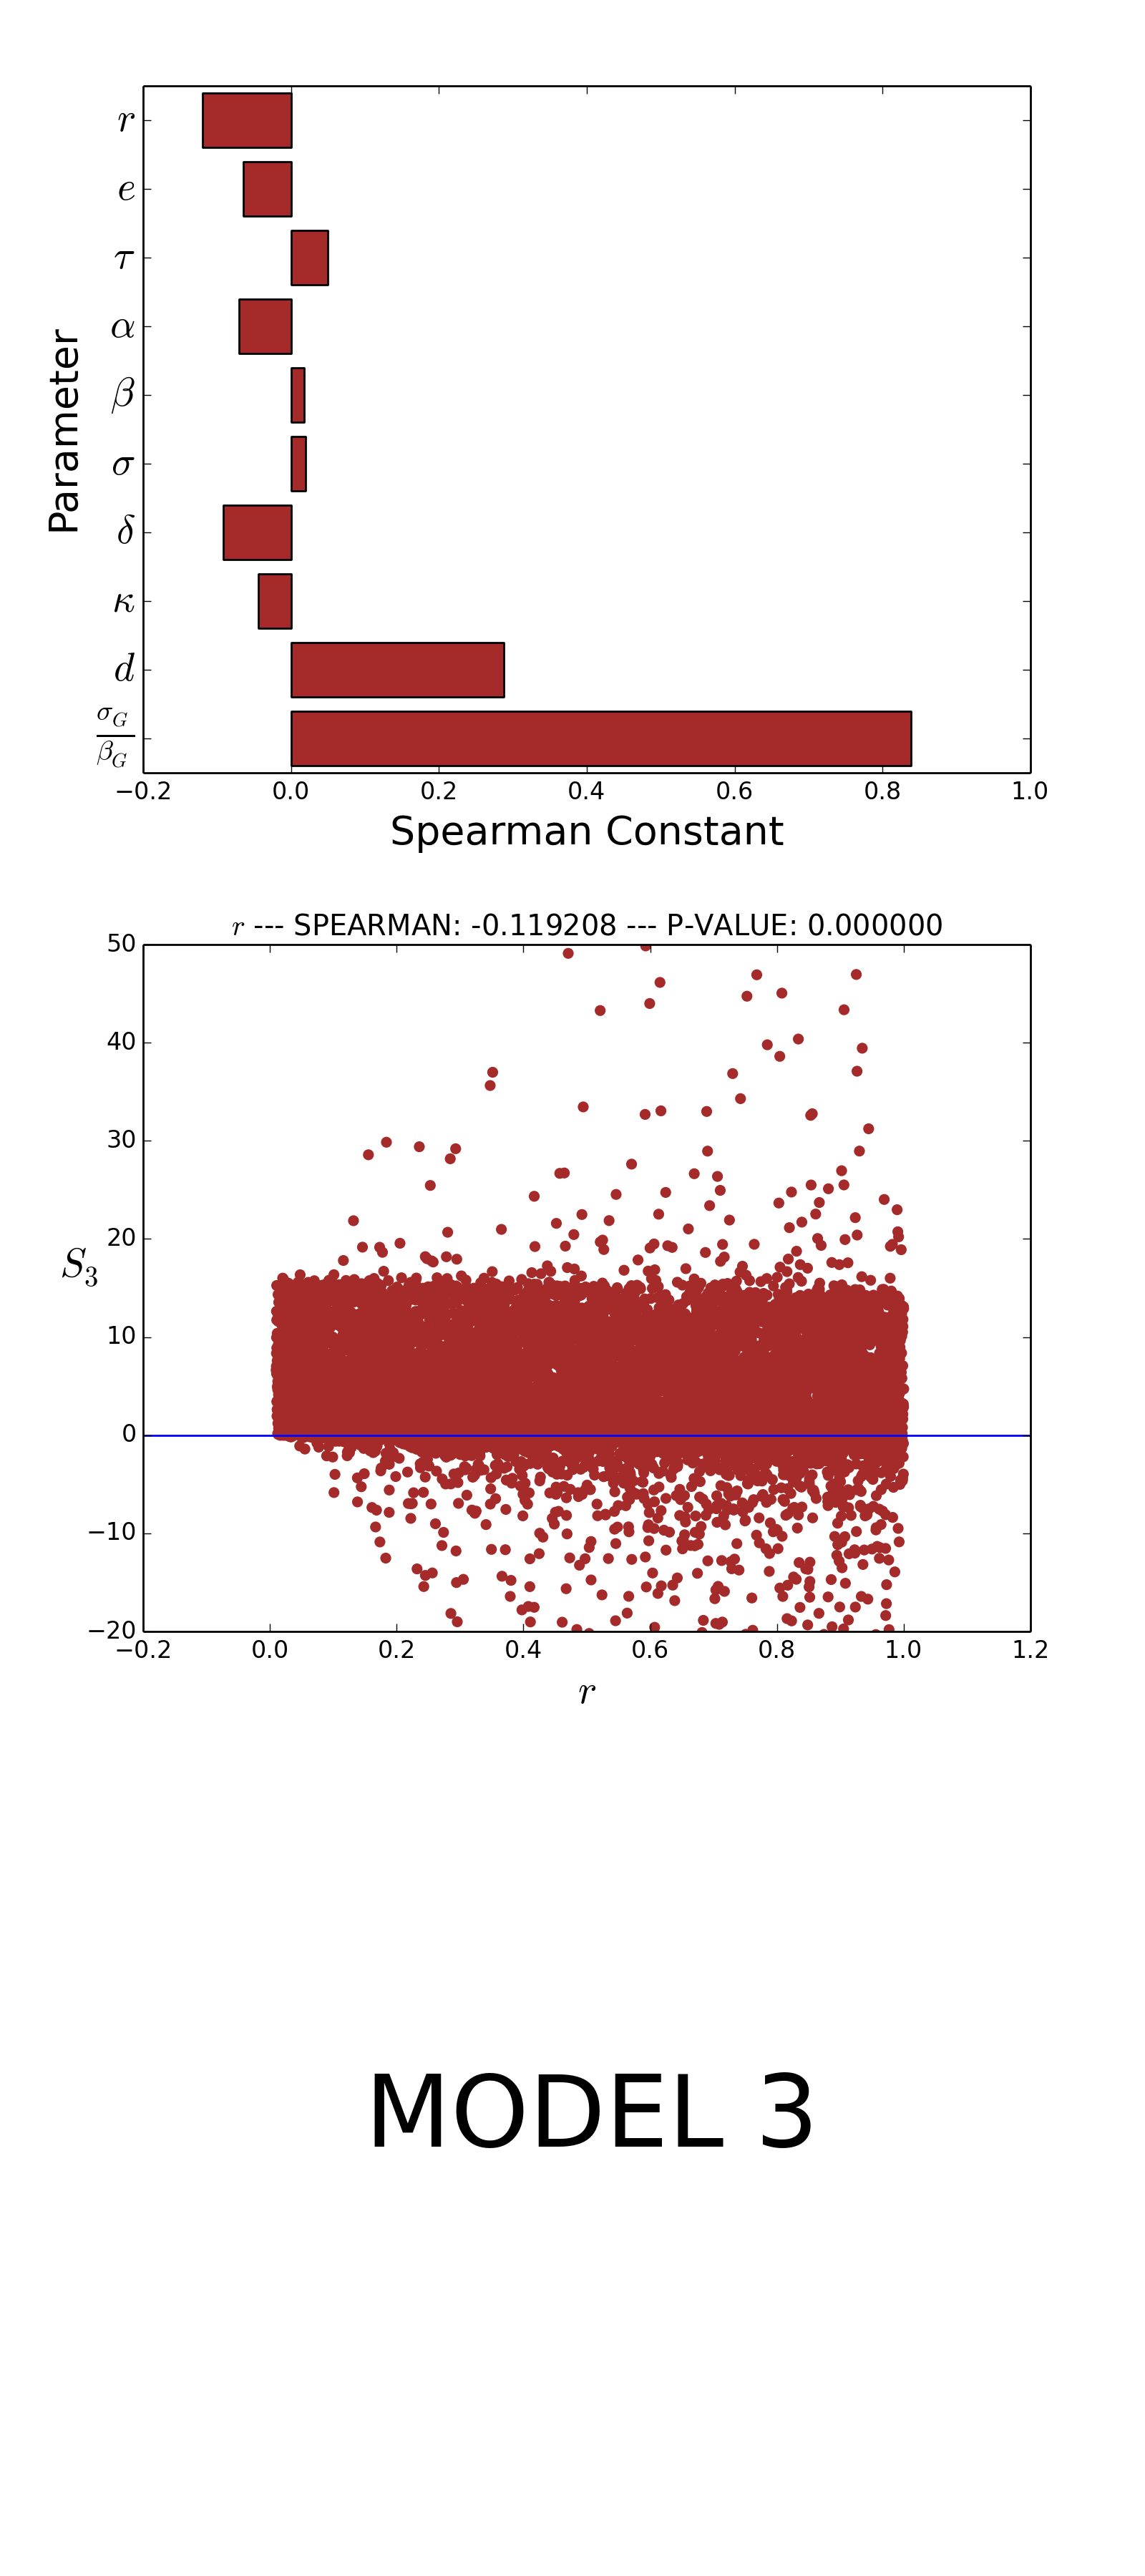 r
e
τ
α
β
σ
δ
κ
d
σ_G
β_G
Parameter
−0.2 0.0 0.2 0.4 0.6 0.8 1.0
Spearman Constant
r --- SPEARMAN: -0.119208 --- P-VALUE: 0.000000
50
40
30
20
10
0
−10
−20
S_3
−0.2 0.0 0.2 0.4 0.6 0.8 1.0 1.2
r
MODEL 3